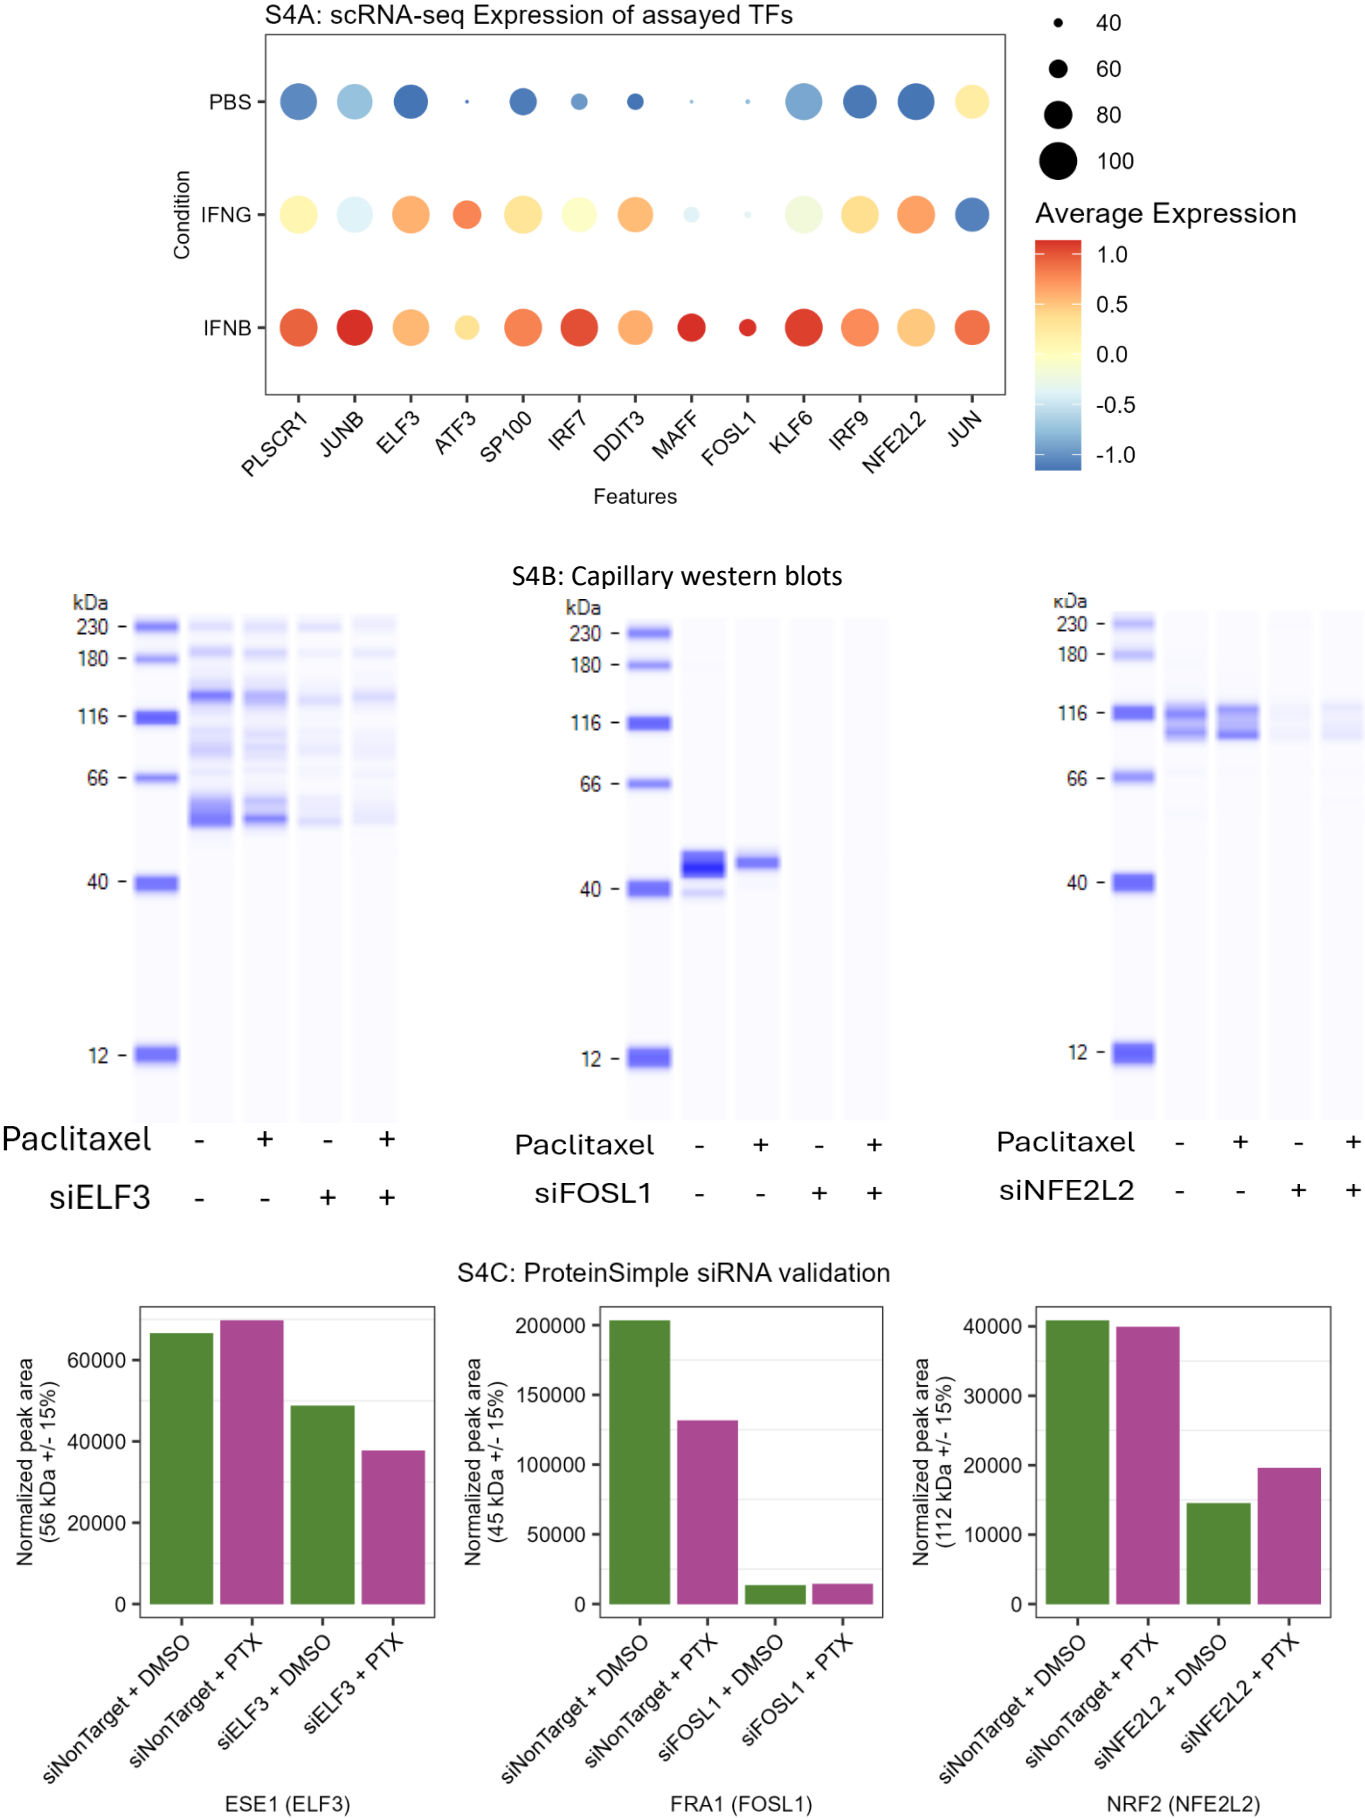 S4A: scRNA-seq Expression of assayed TFs
40
60
80
100
PBS
IFNG
IFNB
Condition
Average Expression
1.0
0.5
0.0
-0.5
-1.0
PLSCR1 JUNB ELF3 ATF3 SP100 IRF7 DDIT3 MAFF FOSL1 KLF6 IRF9 NFE2L2 JUN
Features
S4B: Capillary western blots
kDa
230
180
116
66
40
12
Paclitaxel - + - +
siELF3 - - + +
kDa
230
180
116
66
40
12
Paclitaxel - + - +
siFOSL1 - - + +
kDa
230
180
116
66
40
12
Paclitaxel - + - +
siNFE2L2 - - + +
S4C: ProteinSimple siRNA validation
Normalized peak area
(56 kDa +/- 15%)
60000
40000
20000
0
siNonTarget + DMSO
siNonTarget + PTX
siELF3 + DMSO
siELF3 + PTX
ESE1 (ELF3)
Normalized peak area
(45 kDa +/- 15%)
200000
150000
100000
50000
0
siNonTarget + DMSO
siNonTarget + PTX
siFOSL1 + DMSO
siFOSL1 + PTX
FRA1 (FOSL1)
Normalized peak area
(112 kDa +/- 15%)
40000
30000
20000
10000
0
siNonTarget + DMSO
siNonTarget + PTX
siNFE2L2 + DMSO
siNFE2L2 + PTX
NRF2 (NFE2L2)